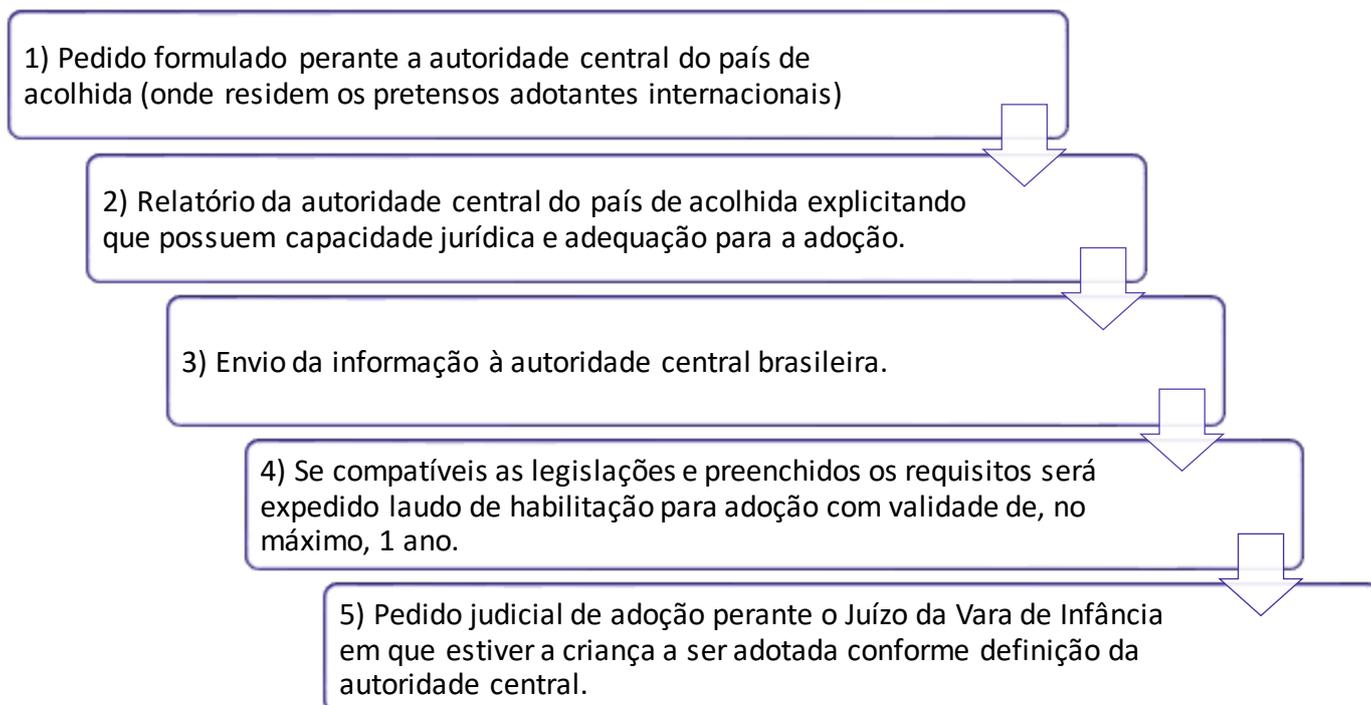 1) Pedido formulado perante a autoridade central do país de
acolhida (onde residem os pretensos adotantes internacionais)
2) Relatório da autoridade central do país de acolhida explicitando
que possuem capacidade jurídica e adequação para a adoção.
3) Envio da informação à autoridade central brasileira.
4) Se compatíveis as legislações e preenchidos os requisitos será
expedido laudo de habilitação para adoção com validade de, no
máximo, 1 ano.
5) Pedido judicial de adoção perante o Juízo da Vara de Infância
em que estiver a criança a ser adotada conforme definição da
autoridade central.